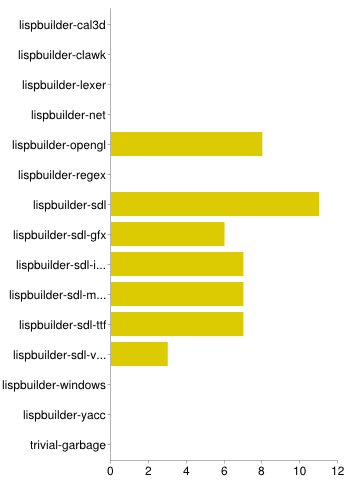 lispbuilder-cal3d
lispbuilder-clawk
lispbuilder-lexer
lispbuilder-net
lispbuilder-opengl
lispbuilder-regex
lispbuilder-sdl
lispbuilder-sdl-gfx
lispbuilder-sdl-i...
lispbuilder-sdl-m...
lispbuilder-sdl-ttf
lispbuilder-sdl-v...
lispbuilder-windows
lispbuilder-yacc
trivial-garbage
0 2 4 6 8 10 12